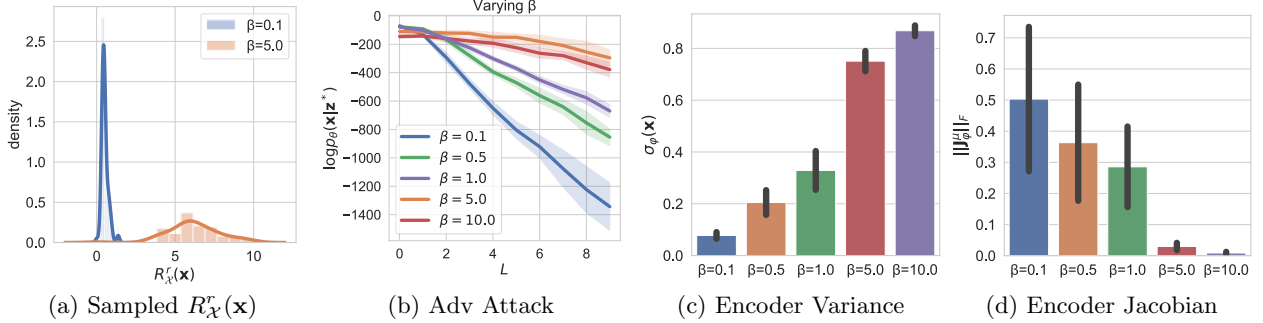 Varying β
β=0.1
β=5.0
density
2.5
2.0
1.5
1.0
0.5
0.0
0
5
10
R^r_𝒳(x)
0
−200
−400
−600
−800
−1000
−1200
−1400
logp_θ(x|z*)
β = 0.1
β = 0.5
β = 1.0
β = 5.0
β = 10.0
0 2 4 6 8
L
0.8
0.6
0.4
0.2
0.0
σ_φ(x)
β=0.1 β=0.5 β=1.0 β=5.0 β=10.0
0.7
0.6
0.5
0.4
0.3
0.2
0.1
0.0
||J^μ_φ||_F
β=0.1 β=0.5 β=1.0 β=5.0 β=10.0
(a) Sampled R^r_𝒳(x)
(b) Adv Attack
(c) Encoder Variance
(d) Encoder Jacobian